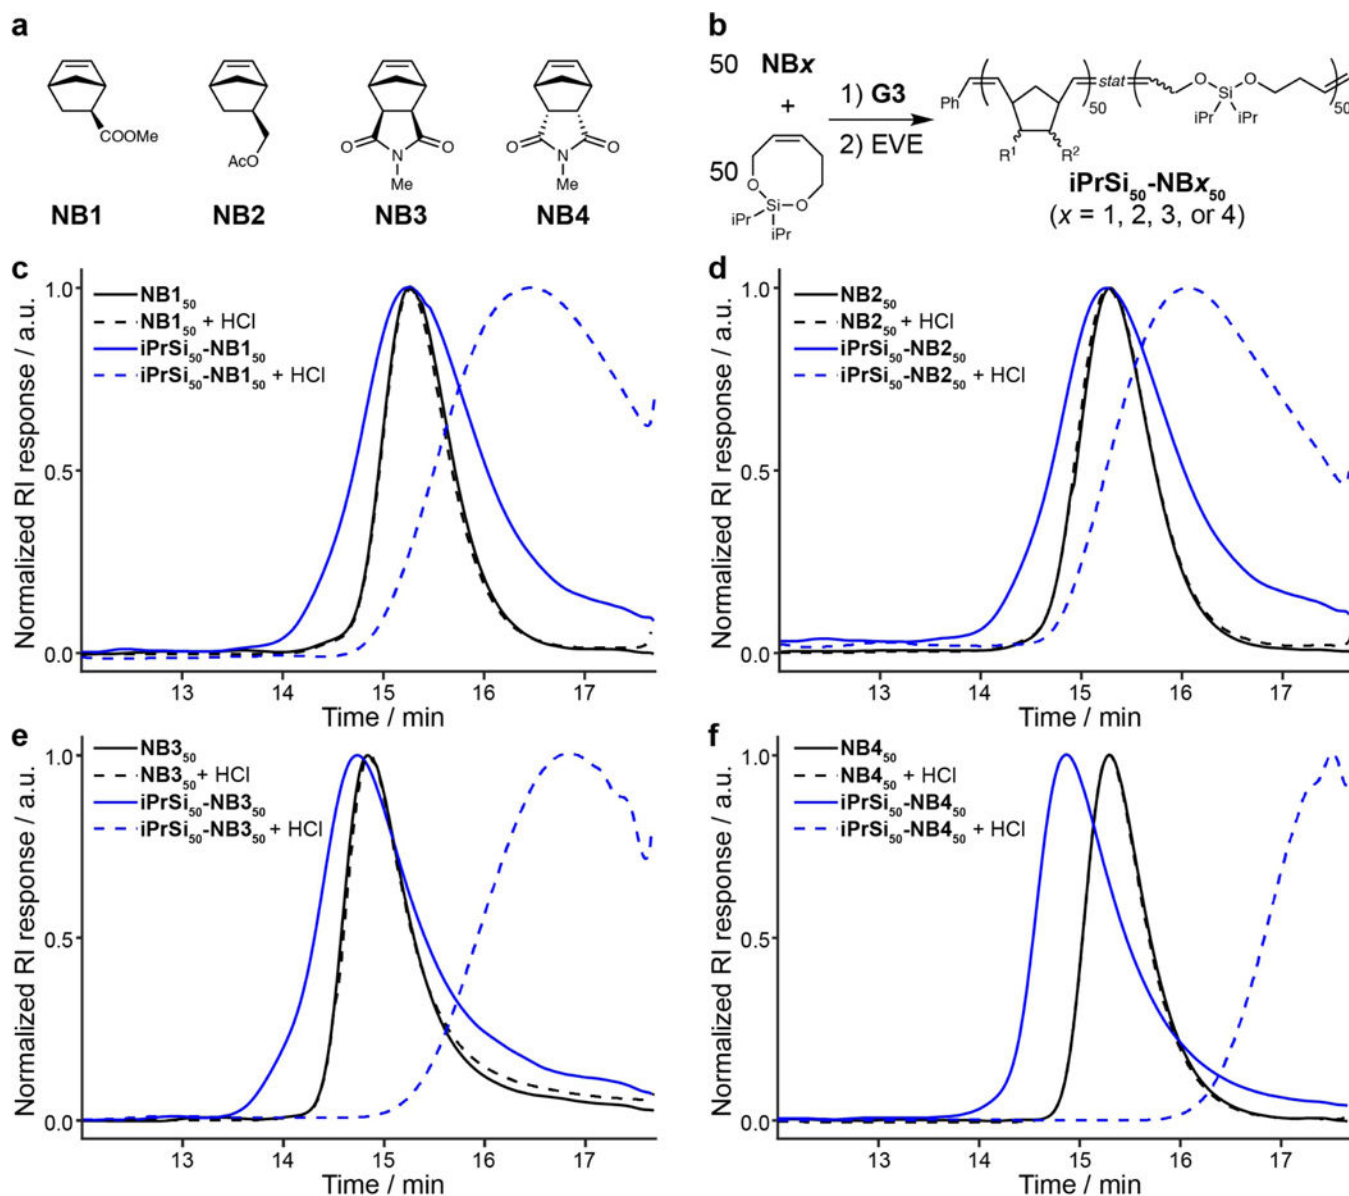 a
COOMe
AcO
O
N
O
Me
O
N
O
Me
NB1
NB2
NB3
NB4
b
50 NBx
+
50
O
Si
O
iPr
iPr
1) G3
2) EVE
Ph
50
stat
O
Si
O
iPr iPr
50
R¹ R²
iPrSi₅₀-NBx₅₀
(x = 1, 2, 3, or 4)
c
NB1₅₀
NB1₅₀ + HCl
iPrSi₅₀-NB1₅₀
iPrSi₅₀-NB1₅₀ + HCl
Normalized RI response / a.u.
1.0
0.5
0.0
13 14 15 16 17
Time / min
d
NB2₅₀
NB2₅₀ + HCl
iPrSi₅₀-NB2₅₀
iPrSi₅₀-NB2₅₀ + HCl
Normalized RI response / a.u.
1.0
0.5
0.0
13 14 15 16 17
Time / min
e
NB3₅₀
NB3₅₀ + HCl
iPrSi₅₀-NB3₅₀
iPrSi₅₀-NB3₅₀ + HCl
Normalized RI response / a.u.
1.0
0.5
0.0
13 14 15 16 17
Time / min
f
NB4₅₀
NB4₅₀ + HCl
iPrSi₅₀-NB4₅₀
iPrSi₅₀-NB4₅₀ + HCl
Normalized RI response / a.u.
1.0
0.5
0.0
13 14 15 16 17
Time / min